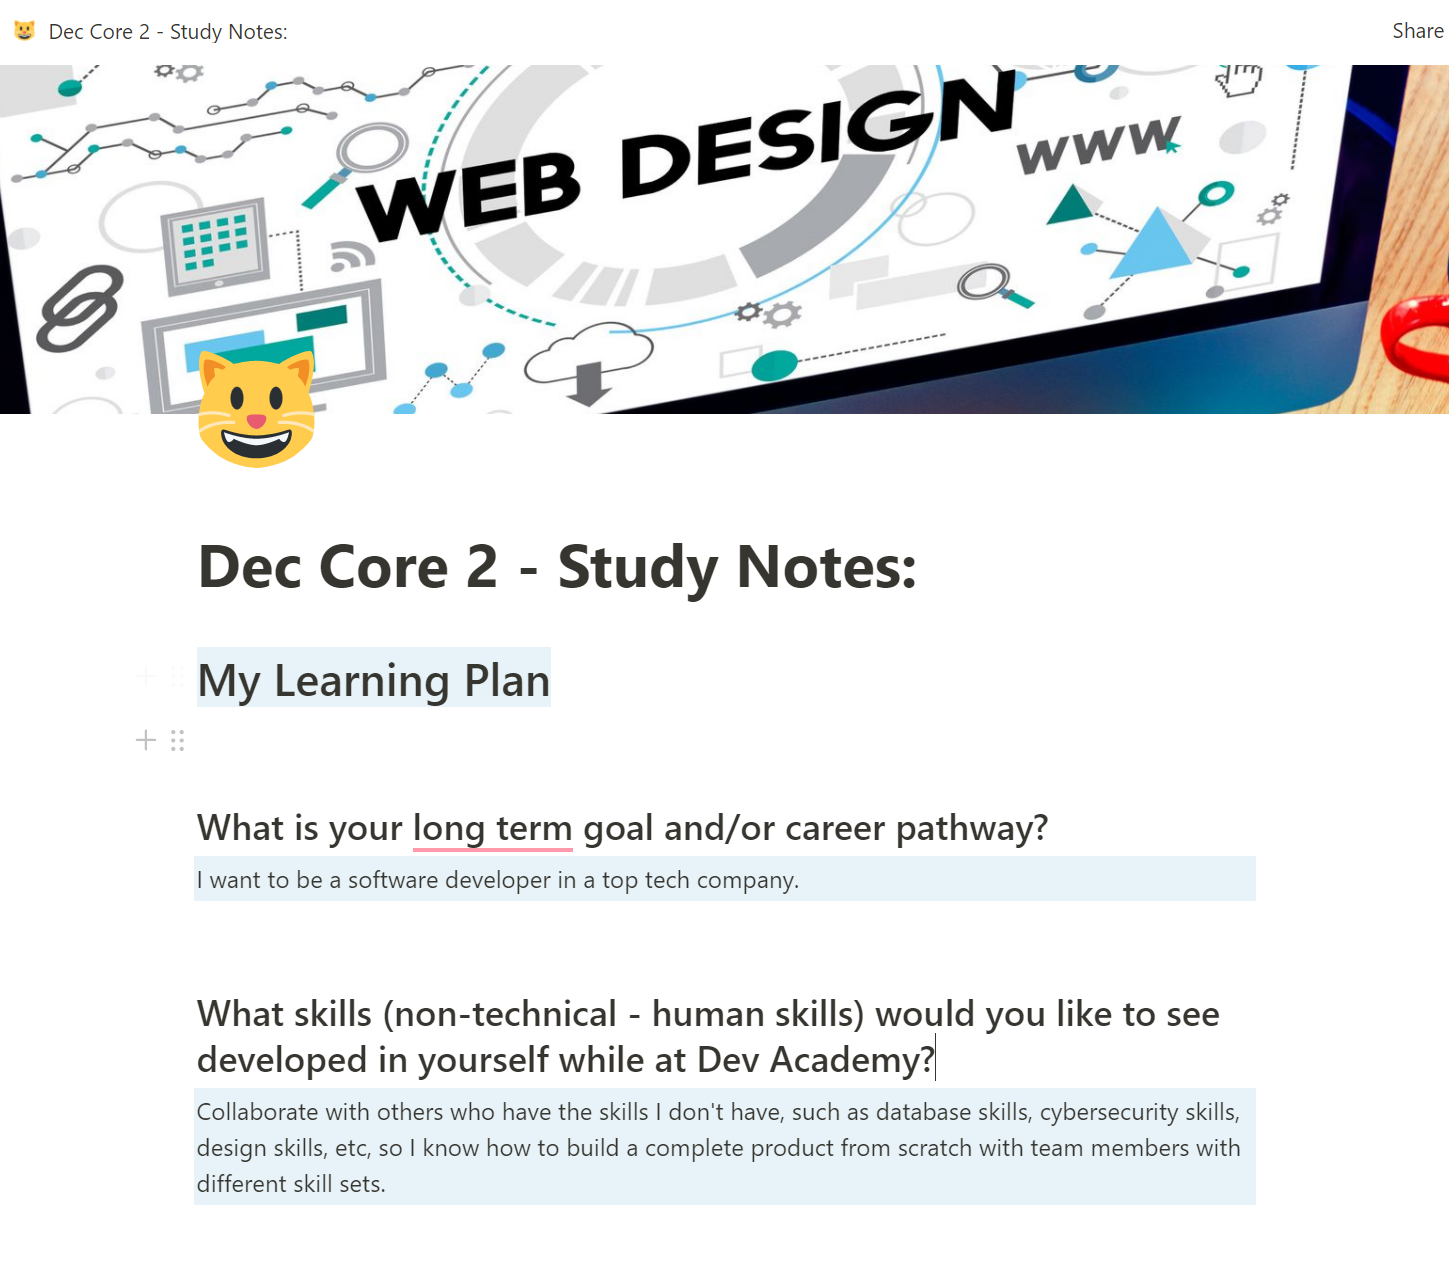 Dec Core 2 - Study Notes:
Share
WEB DESIGN
www
Dec Core 2 - Study Notes:
My Learning Plan
What is your long term goal and/or career pathway?
I want to be a software developer in a top tech company.
What skills (non-technical - human skills) would you like to see
developed in yourself while at Dev Academy?
Collaborate with others who have the skills I don't have, such as database skills, cybersecurity skills,
design skills, etc, so I know how to build a complete product from scratch with team members with
different skill sets.